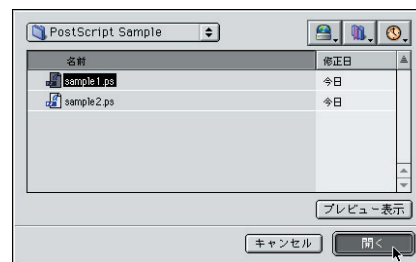 PostScript Sample
名前 修正日
sample1.ps 今日
sample2.ps 今日
プレビュー表示
キャンセル 開く